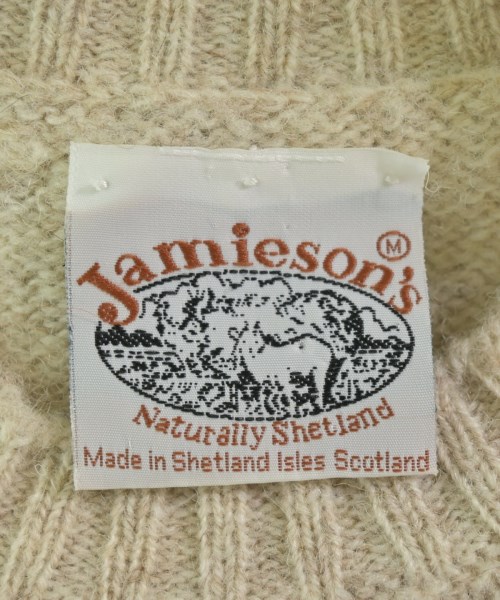 Jamieson's
M
Naturally Shetland
Made in Shetland Isles Scotland